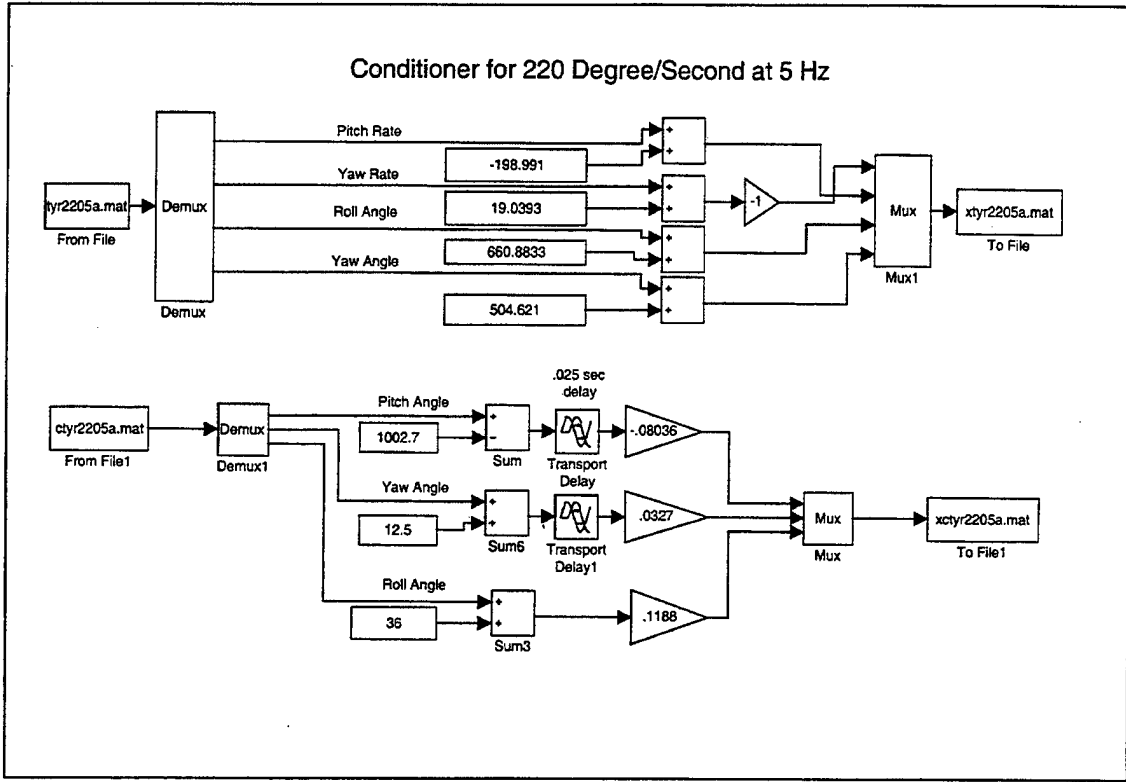 Conditioner for 220 Degree/Second at 5 Hz
Pitch Rate
-198.991
Yaw Rate
19.0393
Roll Angle
660.8833
Yaw Angle
504.621
tyr2205a.mat
From File
Demux
Demux
+
+
+
+
+
+
+
+
-1
Mux
Mux1
xtyr2205a.mat
To File
.025 sec
delay
ctyr2205a.mat
From File1
Demux
Demux1
Pitch Angle
1002.7
+
−
Sum
Transport
Delay
-.08036
Yaw Angle
12.5
+
+
Sum6
Transport
Delay1
.0327
Roll Angle
36
+
+
Sum3
.1188
Mux
Mux
xctyr2205a.mat
To File1